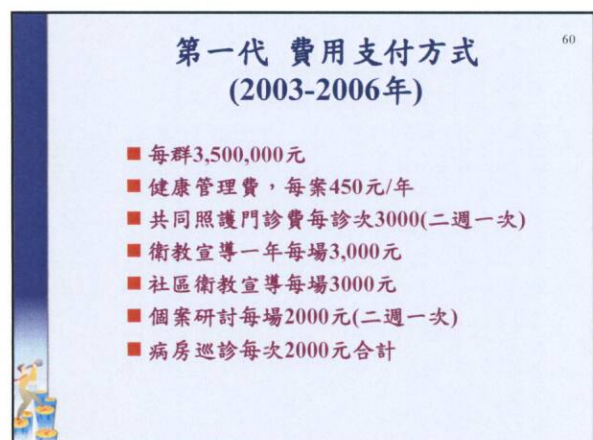 60
第一代 費用支付方式
(2003-2006年)
■ 每群3,500,000元
■ 健康管理費，每案450元/年
■ 共同照護門診費每診次3000(二週一次)
■ 衛教宣導一年每場3,000元
■ 社區衛教宣導每場3000元
■ 個案研討每場2000元(二週一次)
■ 病房巡診每次2000元合計